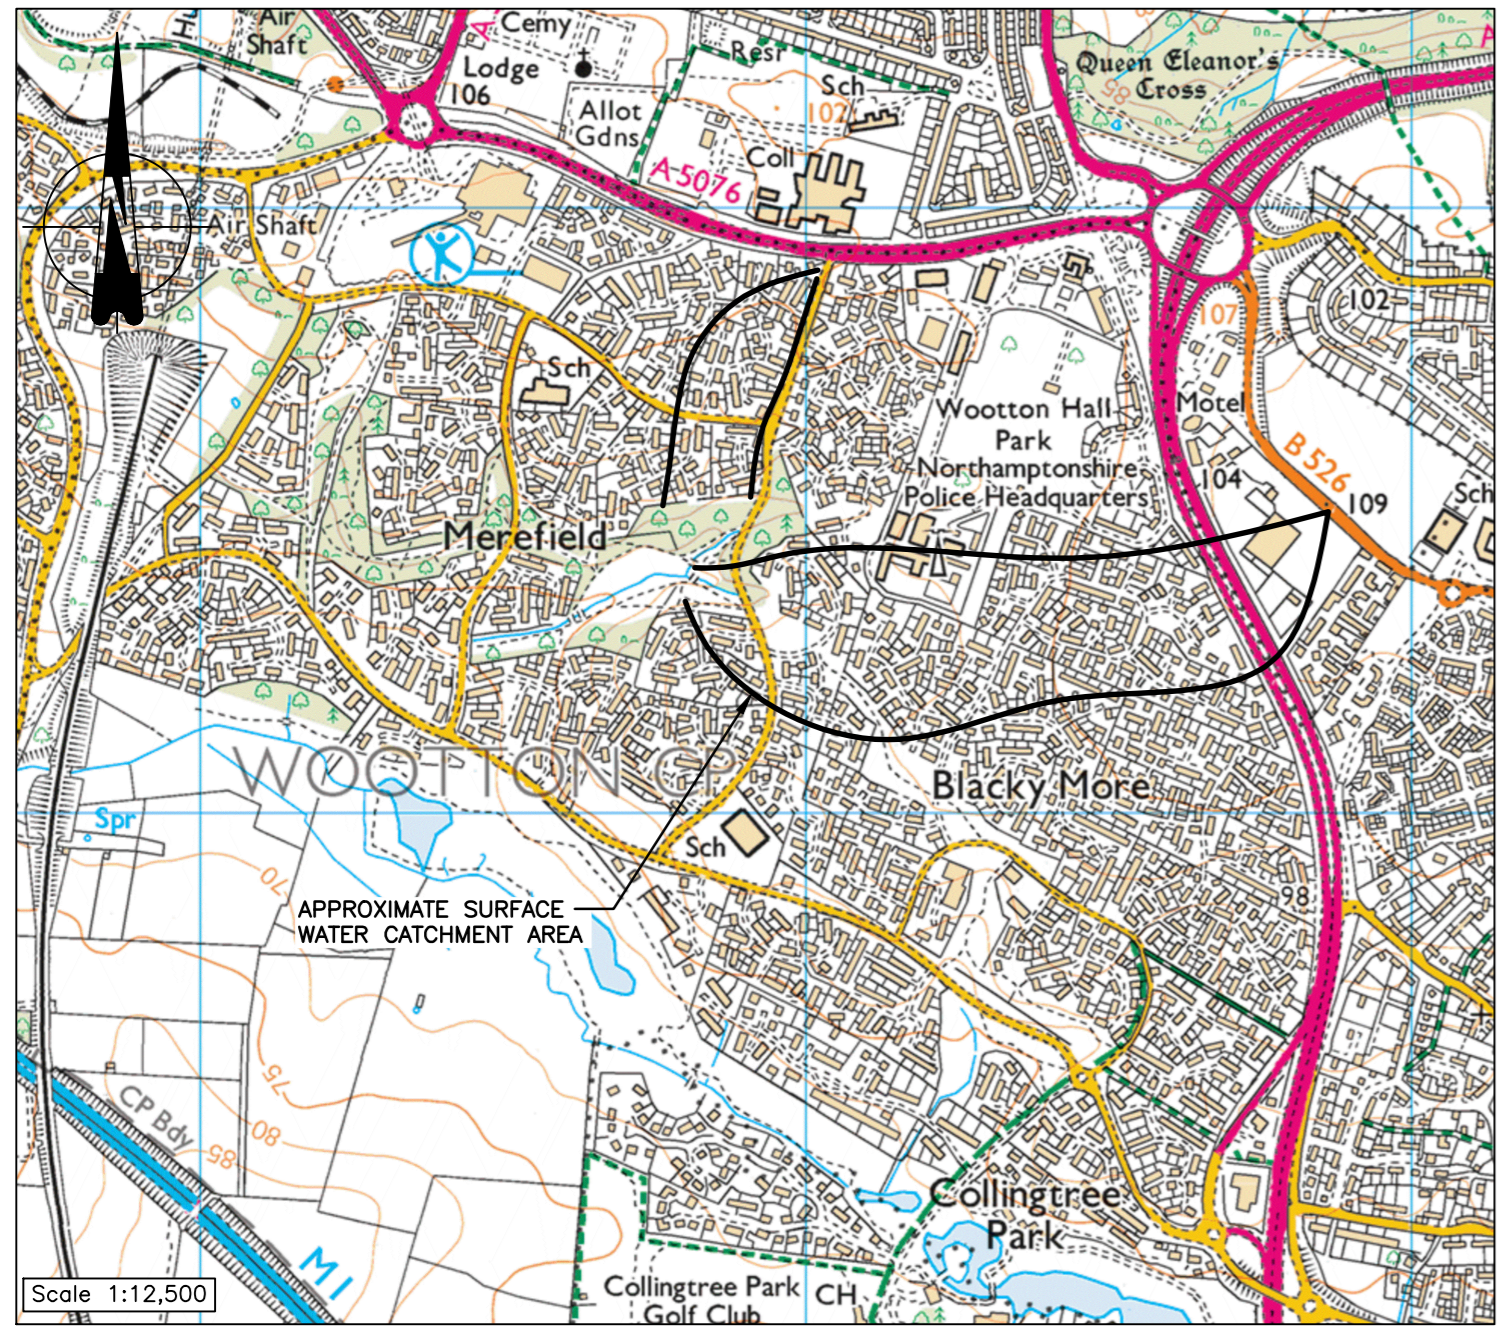 Air
Shaft
Cemy
Lodge
106
Allot
Gdns
Resr
Sch
102
Coll
A 5076
Queen Eleanor's
Cross
85
A
A
Air Shaft
102
107
Sch
Motel
Wootton Hall
Park
Northamptonshire
Police Headquarters
B 526
104
109
Sch
Merefield
WOOTTON CP
Blacky More
Spr
Sch
70
98
APPROXIMATE SURFACE
WATER CATCHMENT AREA
75
CP Bdy
80
85
M1
Collingtree
Park
Collingtree Park
Golf Club
CH
Scale 1:12,500